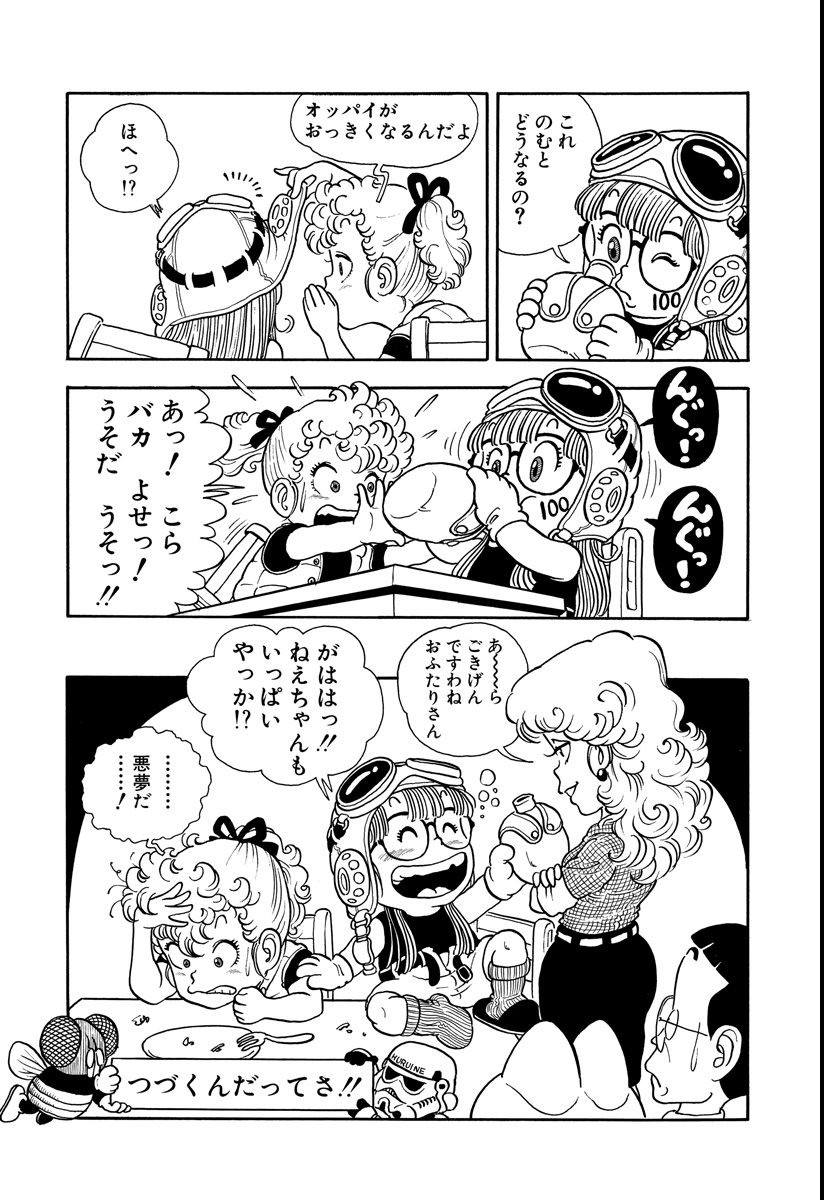 これ
のむと
どうなるの?
100
オッパイが
おっきくなるんだよ
ほへっ!?
んぐっ!
んぐっ!
100
あっ! こら
バカ よせっ!
うそだ うそっ!!
あ〜〜ら
ごきげん
ですわね
おふたりさん
がははっ!!
ねえちゃんも
いっぱい
やっか!?
………
悪夢だ
……!
KURUINE
つづくんだってさ!!